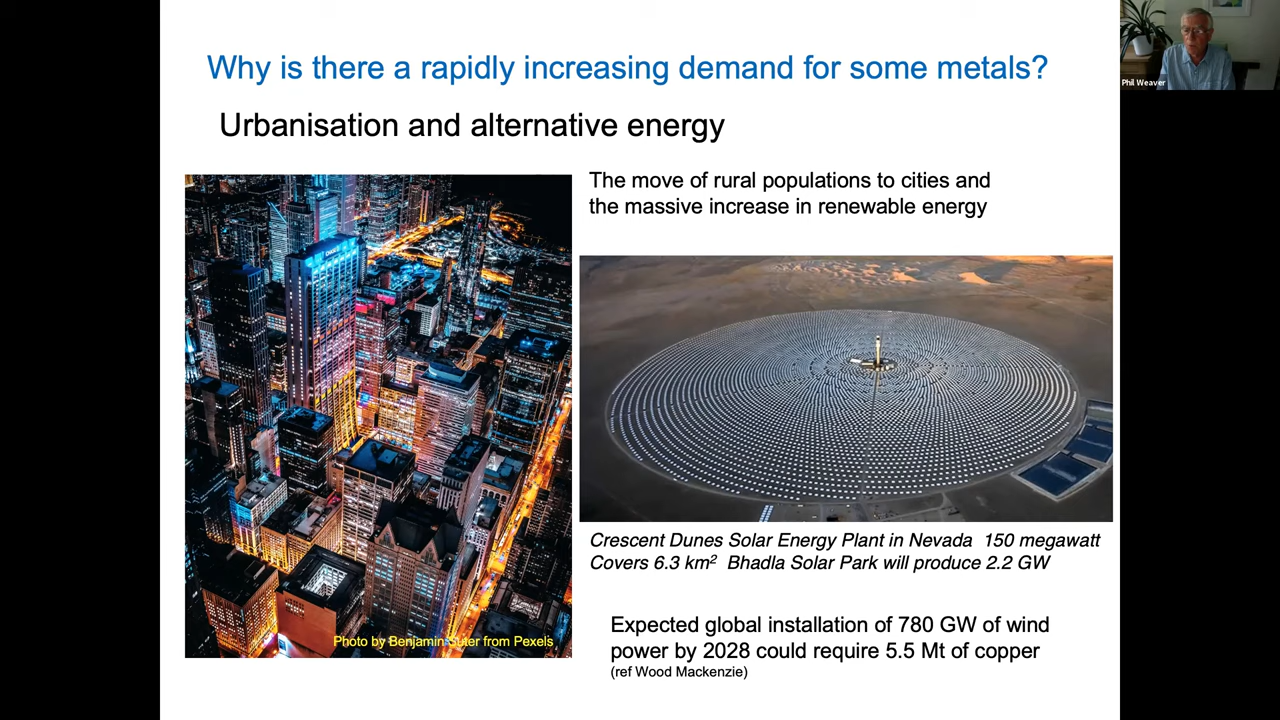 Why is there a rapidly increasing demand for some metals?
Urbanisation and alternative energy
The move of rural populations to cities and
the massive increase in renewable energy
Crescent Dunes Solar Energy Plant in Nevada 150 megawatt
Covers 6.3 km² Bhadla Solar Park will produce 2.2 GW
Photo by Benjamin Suter from Pexels
Expected global installation of 780 GW of wind
power by 2028 could require 5.5 Mt of copper
(ref Wood Mackenzie)
Phil Weaver